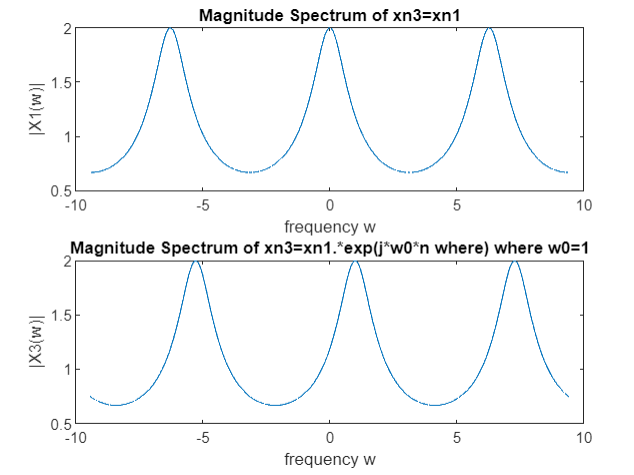 Magnitude Spectrum of xn3=xn1
2
1.5
1
0.5
|X1(w)|
-10 -5 0 5 10
frequency w
Magnitude Spectrum of xn3=xn1.*exp(j*w0*n where) where w0=1
2
1.5
1
0.5
|X3(w)|
-10 -5 0 5 10
frequency w